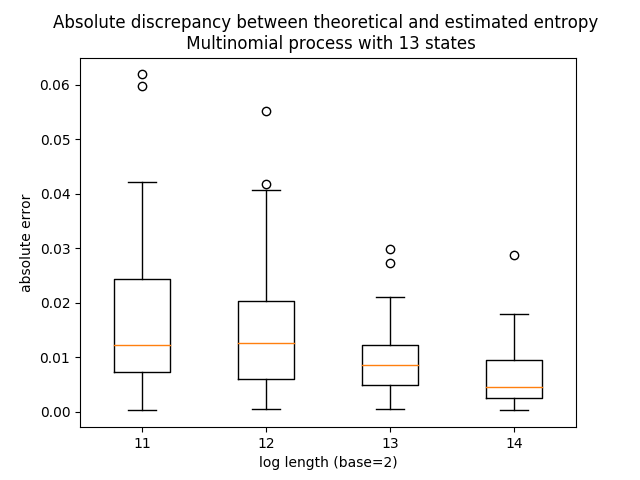 Absolute discrepancy between theoretical and estimated entropy
Multinomial process with 13 states
0.06
0.05
0.04
0.03
0.02
0.01
0.00
absolute error
11 12 13 14
log length (base=2)